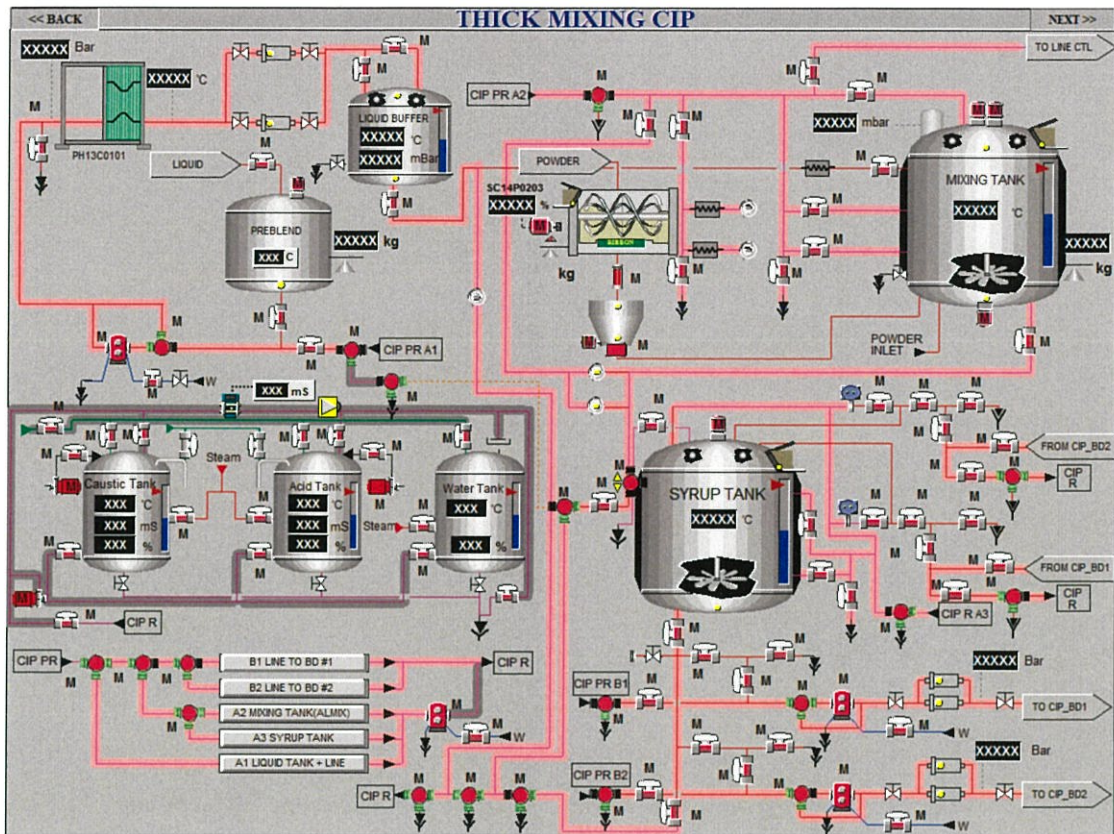 << BACK
THICK MIXING CIP
NEXT >>
XXXXX Bar
XXXXX °C
M
PH13C0101
LIQUID
LIQUID BUFFER
XXXXX °C
XXXXX mBar
PREBLEND
XXX C
XXXXX kg
CIP PR A2
POWDER
SC14P0203
XXXXX %
M
RIBBON
kg
TO LINE CTL
XXXXX mbar
MIXING TANK
XXXXX °C
XXXXX
kg
POWDER
INLET
CIP PR A1
W
XXX mS
Steam
Caustic Tank
XXX °C
XXX mS
XXX %
Acid Tank
XXX °C
XXX mS
XXX %
Water Tank
XXX °C
XXX %
Steam
CIP R
SYRUP TANK
XXXXX °C
FROM CIP_BD2
CIP
R
FROM CIP_BD1
CIP
R
CIP R A3
CIP PR
B1 LINE TO BD #1
B2 LINE TO BD #2
A2 MIXING TANK(ALMIX)
A3 SYRUP TANK
A1 LIQUID TANK + LINE
CIP R
W
CIP R
CIP PR B1
XXXXX Bar
TO CIP_BD1
W
CIP PR B2
XXXXX Bar
TO CIP_BD2
W